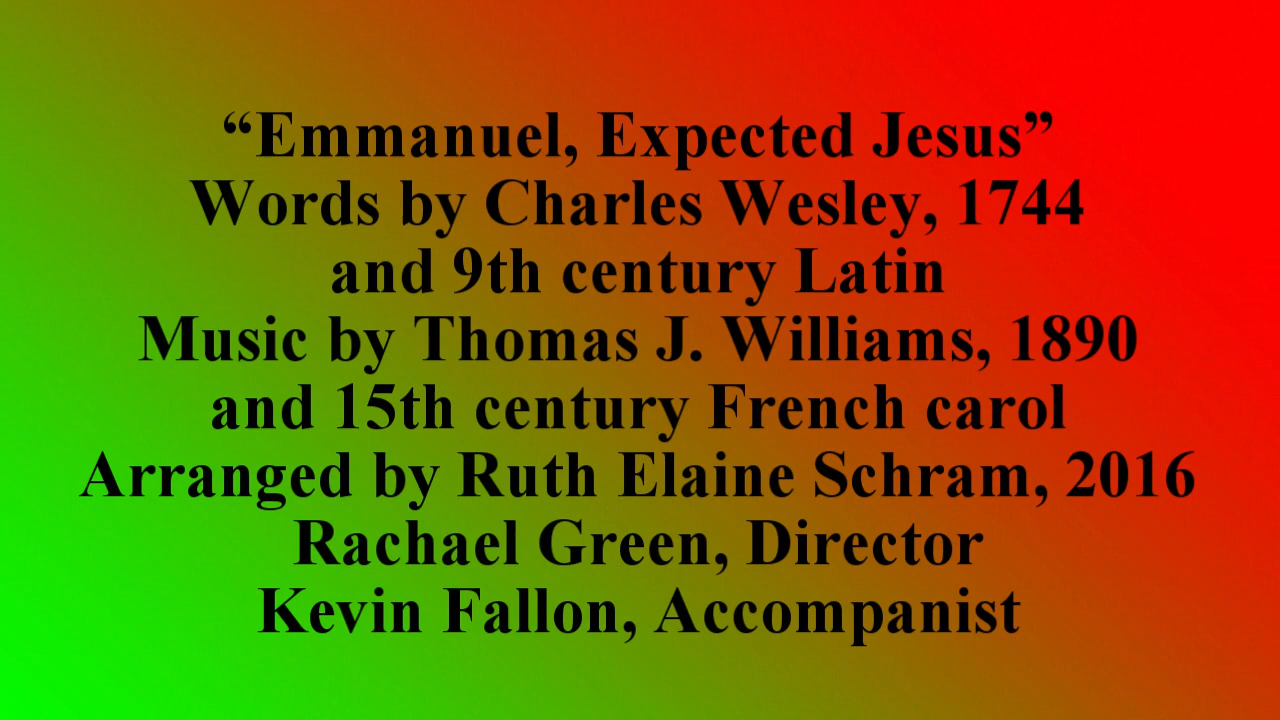 “Emmanuel, Expected Jesus”
Words by Charles Wesley, 1744
and 9th century Latin
Music by Thomas J. Williams, 1890
and 15th century French carol
Arranged by Ruth Elaine Schram, 2016
Rachael Green, Director
Kevin Fallon, Accompanist